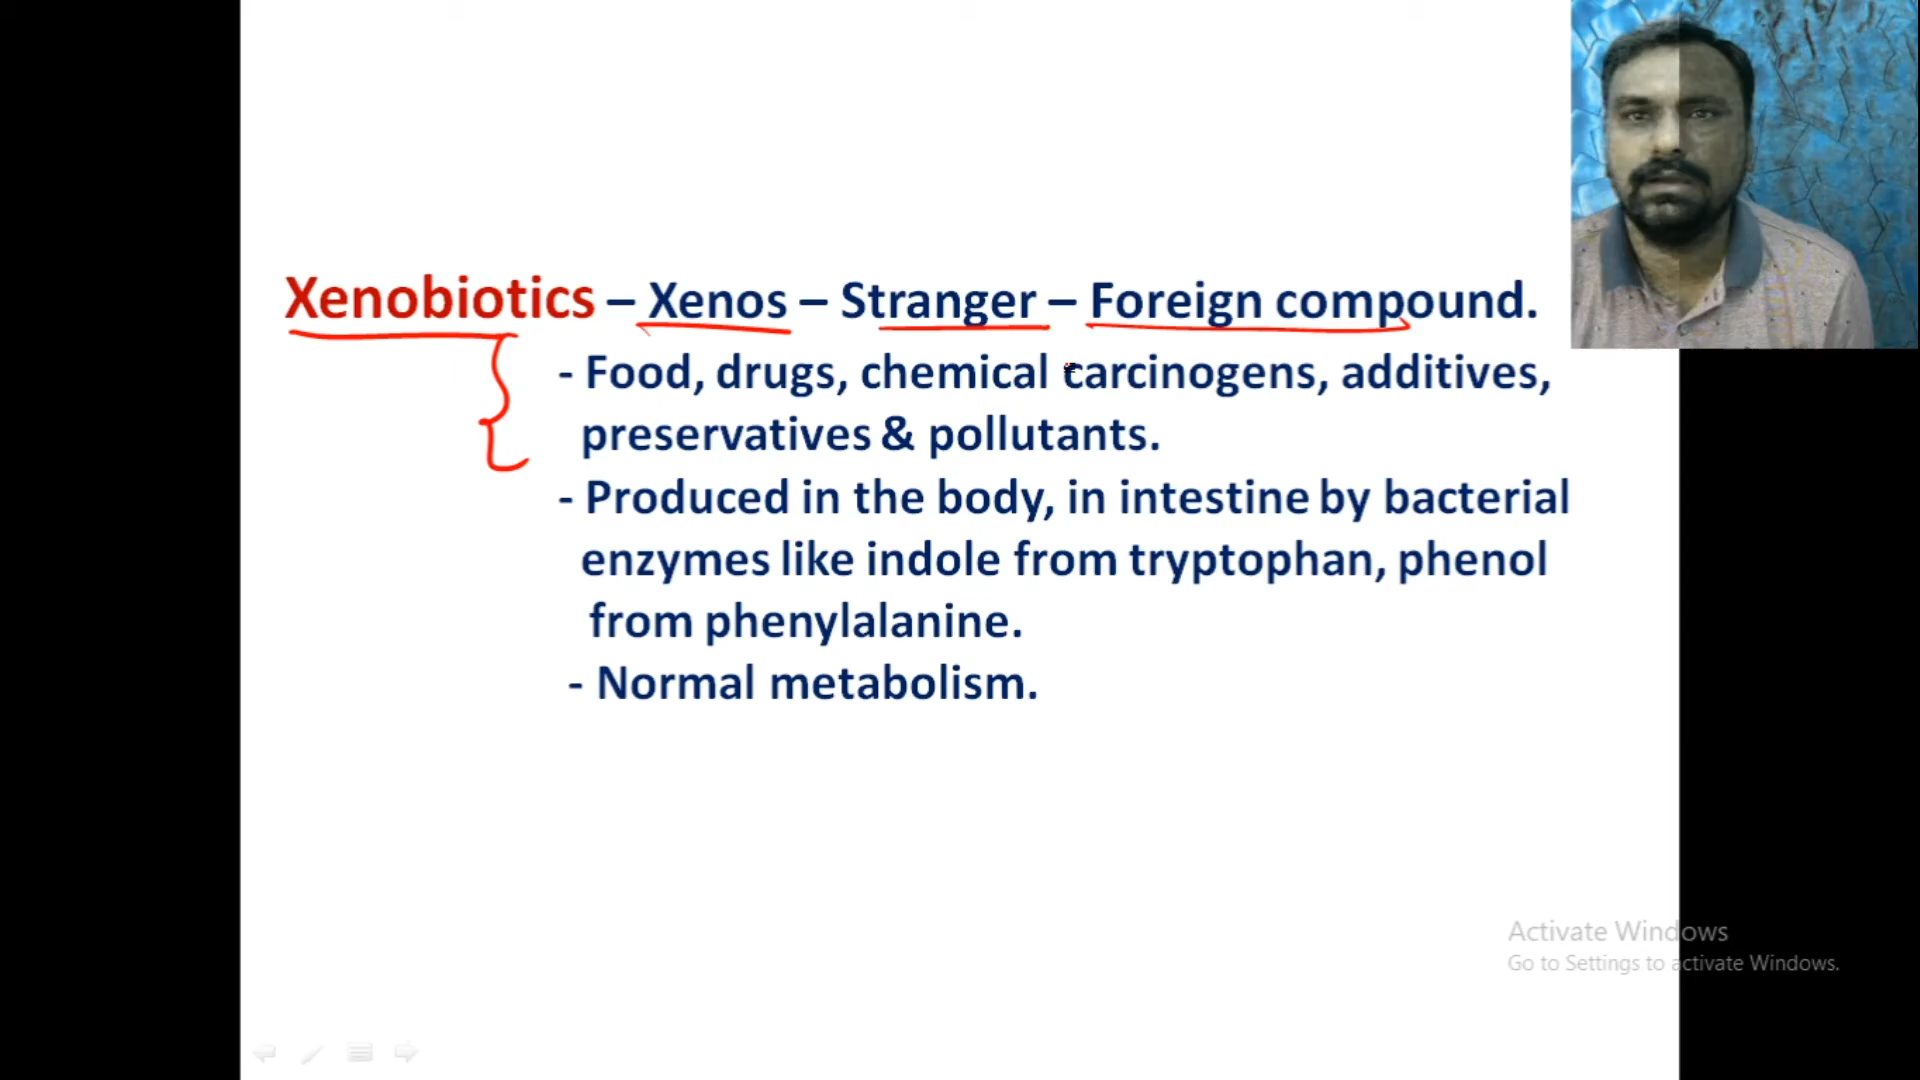 Xenobiotics – Xenos – Stranger – Foreign compound.
- Food, drugs, chemical carcinogens, additives,
preservatives & pollutants.
- Produced in the body, in intestine by bacterial
enzymes like indole from tryptophan, phenol
from phenylalanine.
- Normal metabolism.
Activate Windows
Go to Settings to activate Windows.